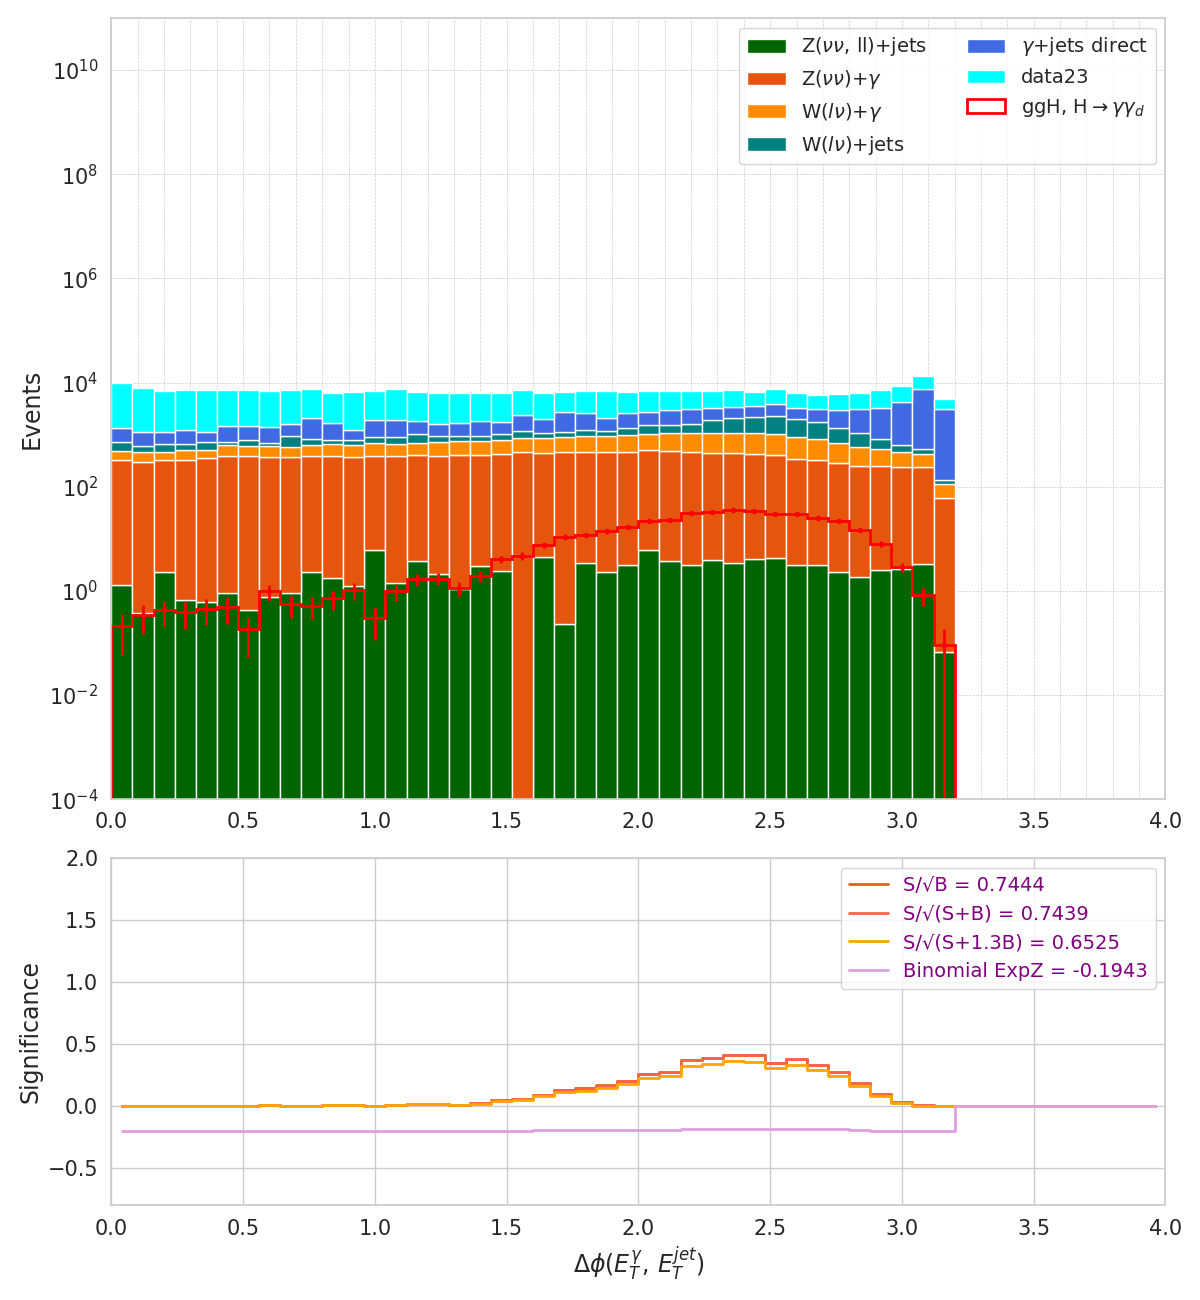 Z(νν, ll)+jets
Z(νν)+γ
W(lν)+γ
W(lν)+jets
γ+jets direct
data23
ggH, H→γγ_d
Events
10^10
10^8
10^6
10^4
10^2
10^0
10^−2
10^−4
0.0 0.5 1.0 1.5 2.0 2.5 3.0 3.5 4.0
S/√B = 0.7444
S/√(S+B) = 0.7439
S/√(S+1.3B) = 0.6525
Binomial ExpZ = -0.1943
Significance
2.0
1.5
1.0
0.5
0.0
−0.5
0.0 0.5 1.0 1.5 2.0 2.5 3.0 3.5 4.0
Δϕ(E_T^γ, E_T^jet)